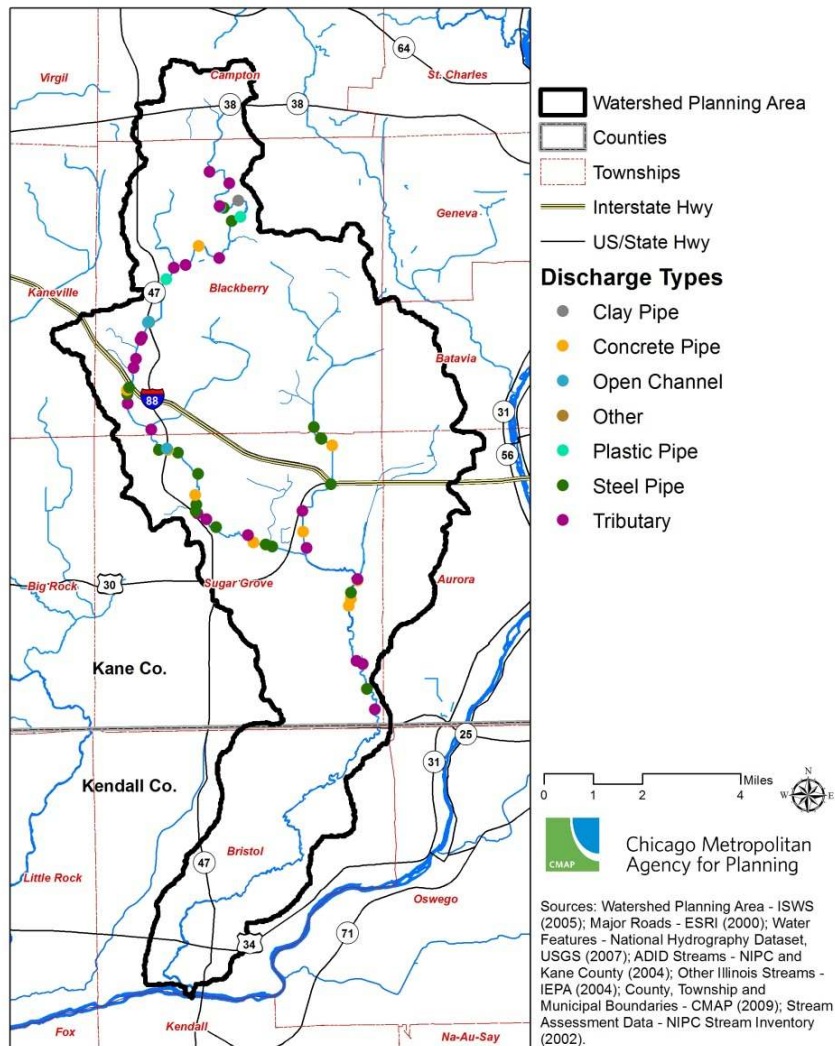 64
Virgil
Campton
St. Charles
38
38
Geneva
Kaneville
47
Blackberry
Batavia
88
31
56
Big Rock
30
Sugar Grove
Aurora
Kane Co.
25
31
Kendall Co.
47
Bristol
Little Rock
Oswego
34
71
Fox
Kendall
Na-Au-Say
Watershed Planning Area
Counties
Townships
Interstate Hwy
US/State Hwy
Discharge Types
Clay Pipe
Concrete Pipe
Open Channel
Other
Plastic Pipe
Steel Pipe
Tributary
Miles
0 1 2 4
N
W E
S
CMAP
Chicago Metropolitan
Agency for Planning
Sources: Watershed Planning Area - ISWS
(2005); Major Roads - ESRI (2000); Water
Features - National Hydrography Dataset,
USGS (2007); ADID Streams - NIPC and
Kane County (2004); Other Illinois Streams -
IEPA (2004); County, Township and
Municipal Boundaries - CMAP (2009); Stream
Assessment Data - NIPC Stream Inventory
(2002).